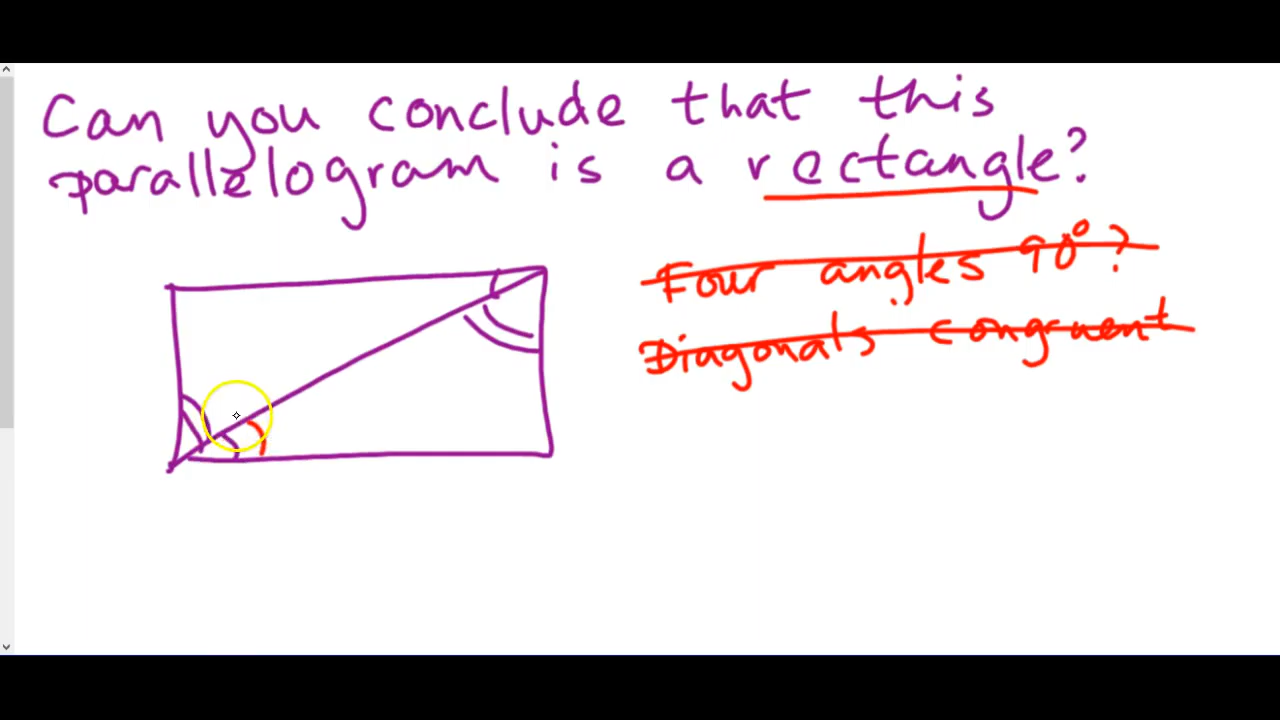 Can you conclude that this
parallelogram is a rectangle?
Four angles 90°?
Diagonals congruent